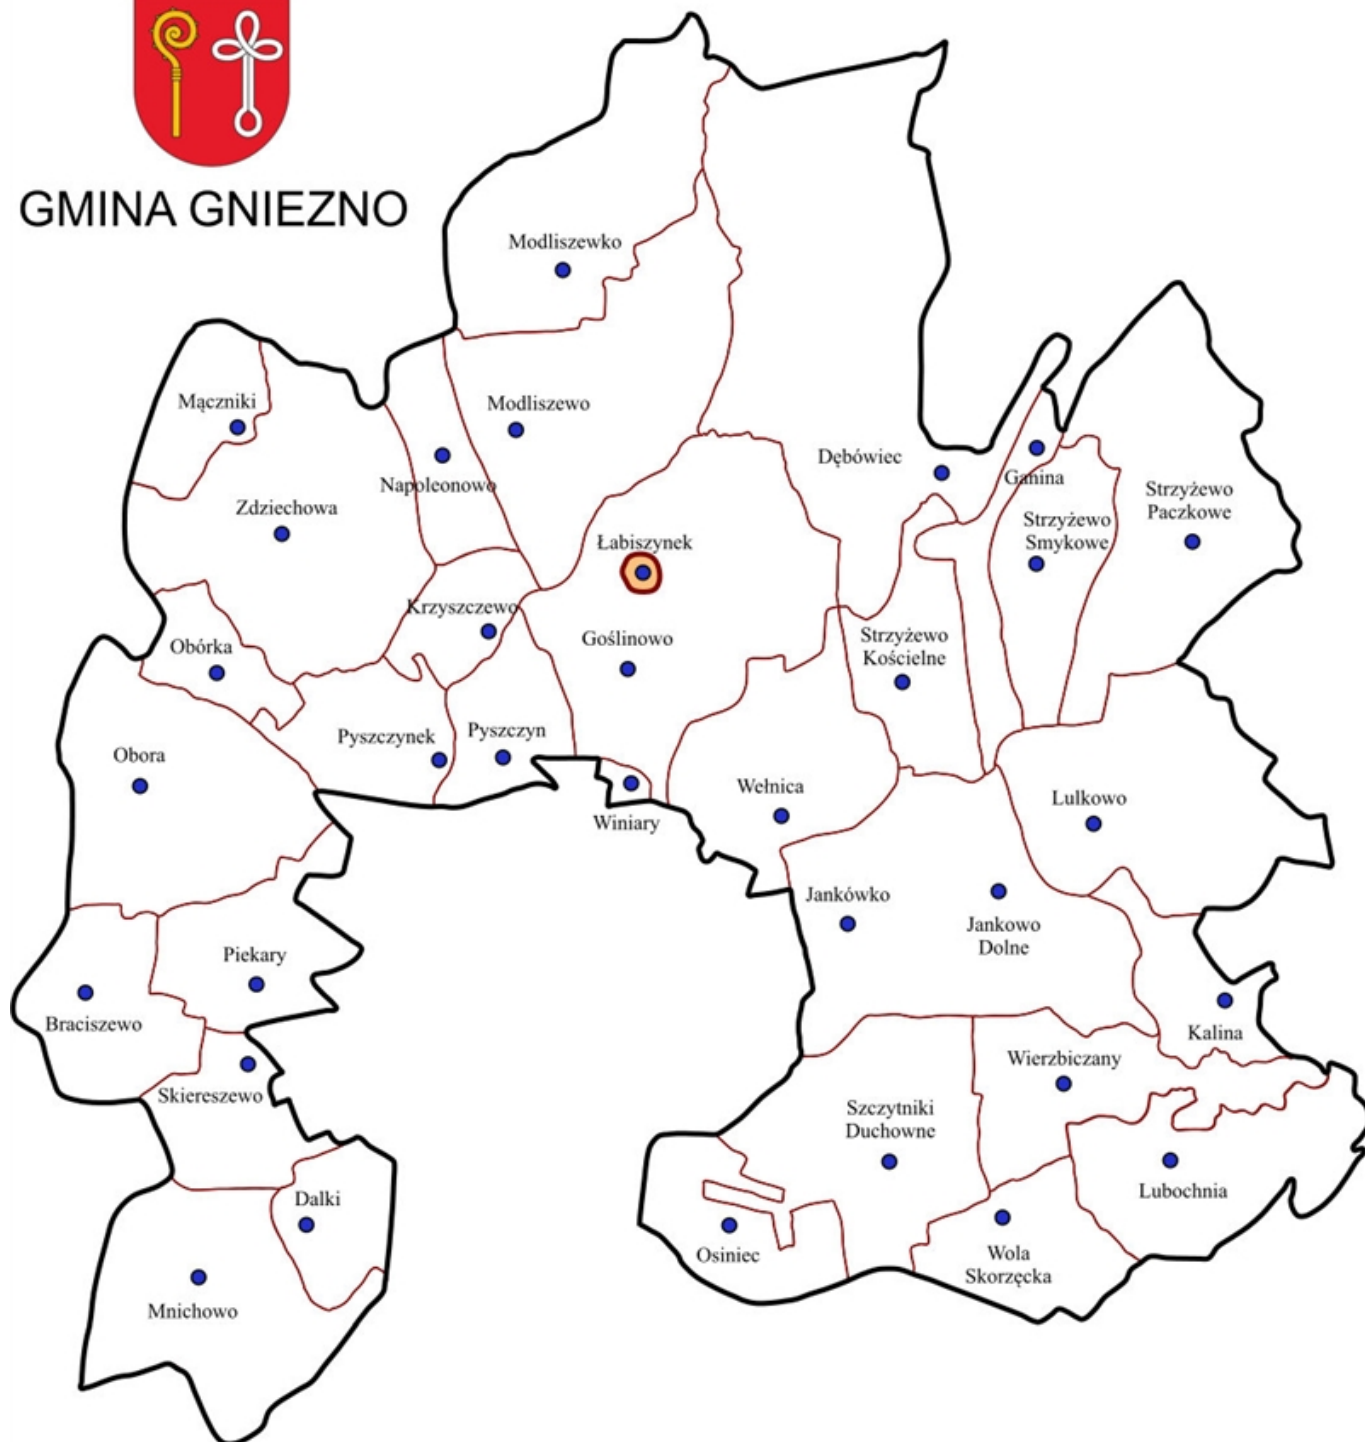 GMINA GNIEZNO
Modliszewko
Mączniki
Modliszewo
Dębówiec
Napoleonowo
Ganina
Strzyżewo
Paczkowe
Zdziechowa
Strzyżewo
Smykowe
Łabiszynek
Krzyszczewo
Goślinowo
Strzyżewo
Kościelne
Obórka
Pyszczynek
Pyszczyn
Obora
Wełnica
Lulkowo
Winiary
Jankówko
Jankowo
Dolne
Piekary
Braciszewo
Kalina
Wierzbiczany
Skiereszewo
Szczytniki
Duchowne
Dalki
Lubochnia
Osiniec
Wola
Skorzęcka
Mnichowo